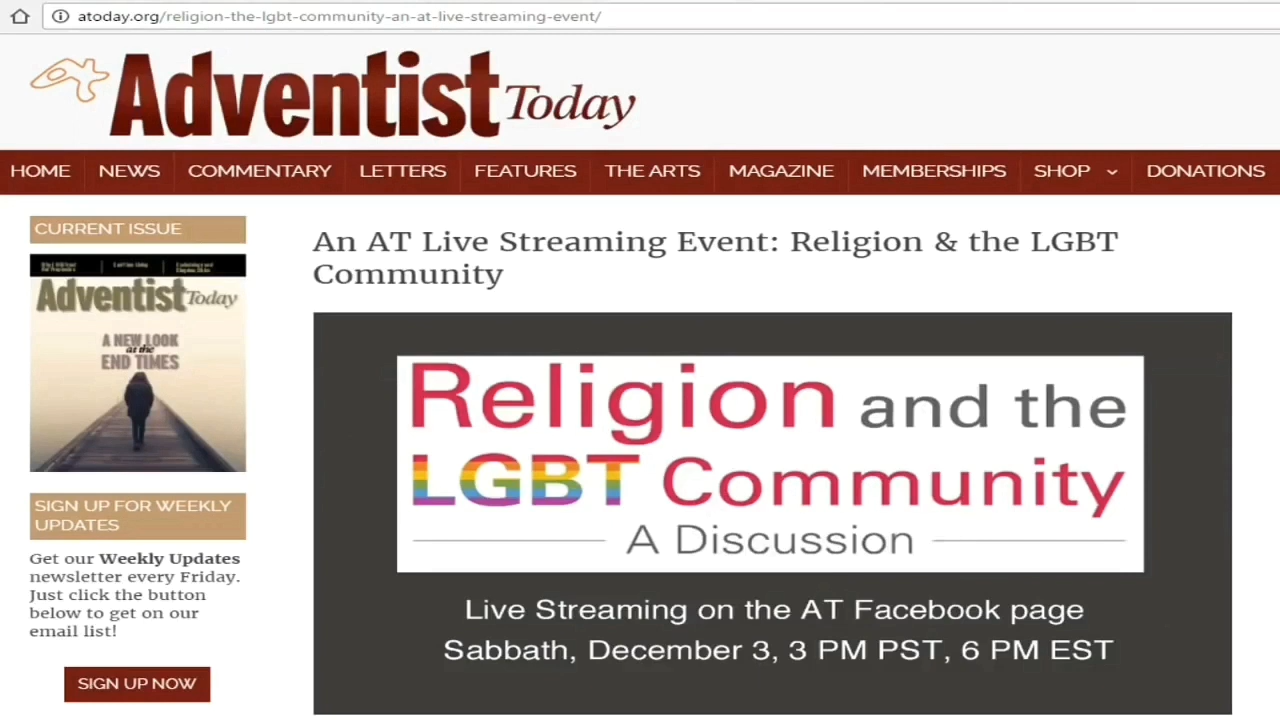 atoday.org/religion-the-lgbt-community-an-at-live-streaming-event/
Adventist Today
HOME NEWS COMMENTARY LETTERS FEATURES THE ARTS MAGAZINE MEMBERSHIPS SHOP DONATIONS
CURRENT ISSUE
Adventist Today
A NEW LOOK
at the
END TIMES
SIGN UP FOR WEEKLY
UPDATES
Get our Weekly Updates
newsletter every Friday.
Just click the button
below to get on our
email list!
SIGN UP NOW
An AT Live Streaming Event: Religion & the LGBT
Community
Religion and the
LGBT Community
A Discussion
Live Streaming on the AT Facebook page
Sabbath, December 3, 3 PM PST, 6 PM EST